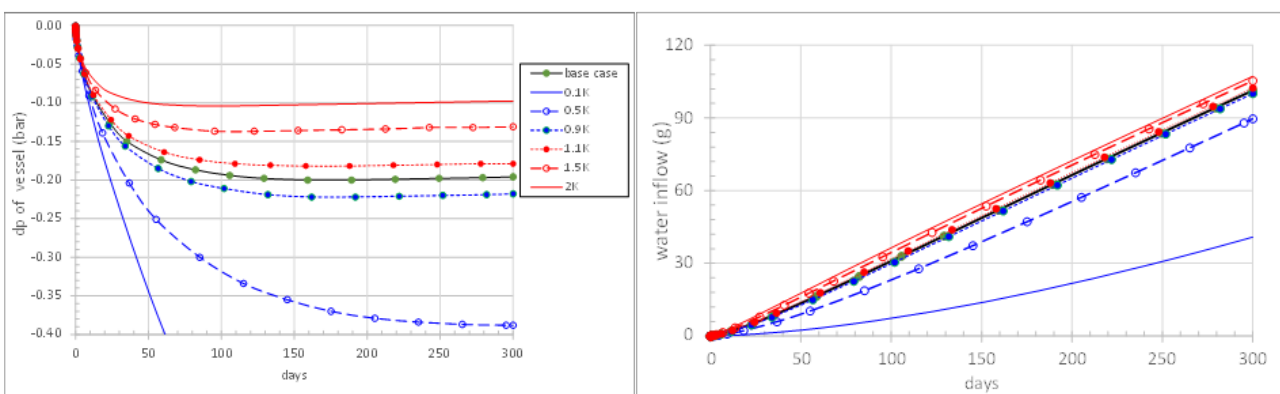 0.00
-0.05
-0.10
-0.15
-0.20
-0.25
-0.30
-0.35
-0.40
dp of vessel (bar)
0 50 100 150 200 250 300
days
base case
0.1K
0.5K
0.9K
1.1K
1.5K
2K
120
90
60
30
0
water inflow (g)
0 50 100 150 200 250 300
days